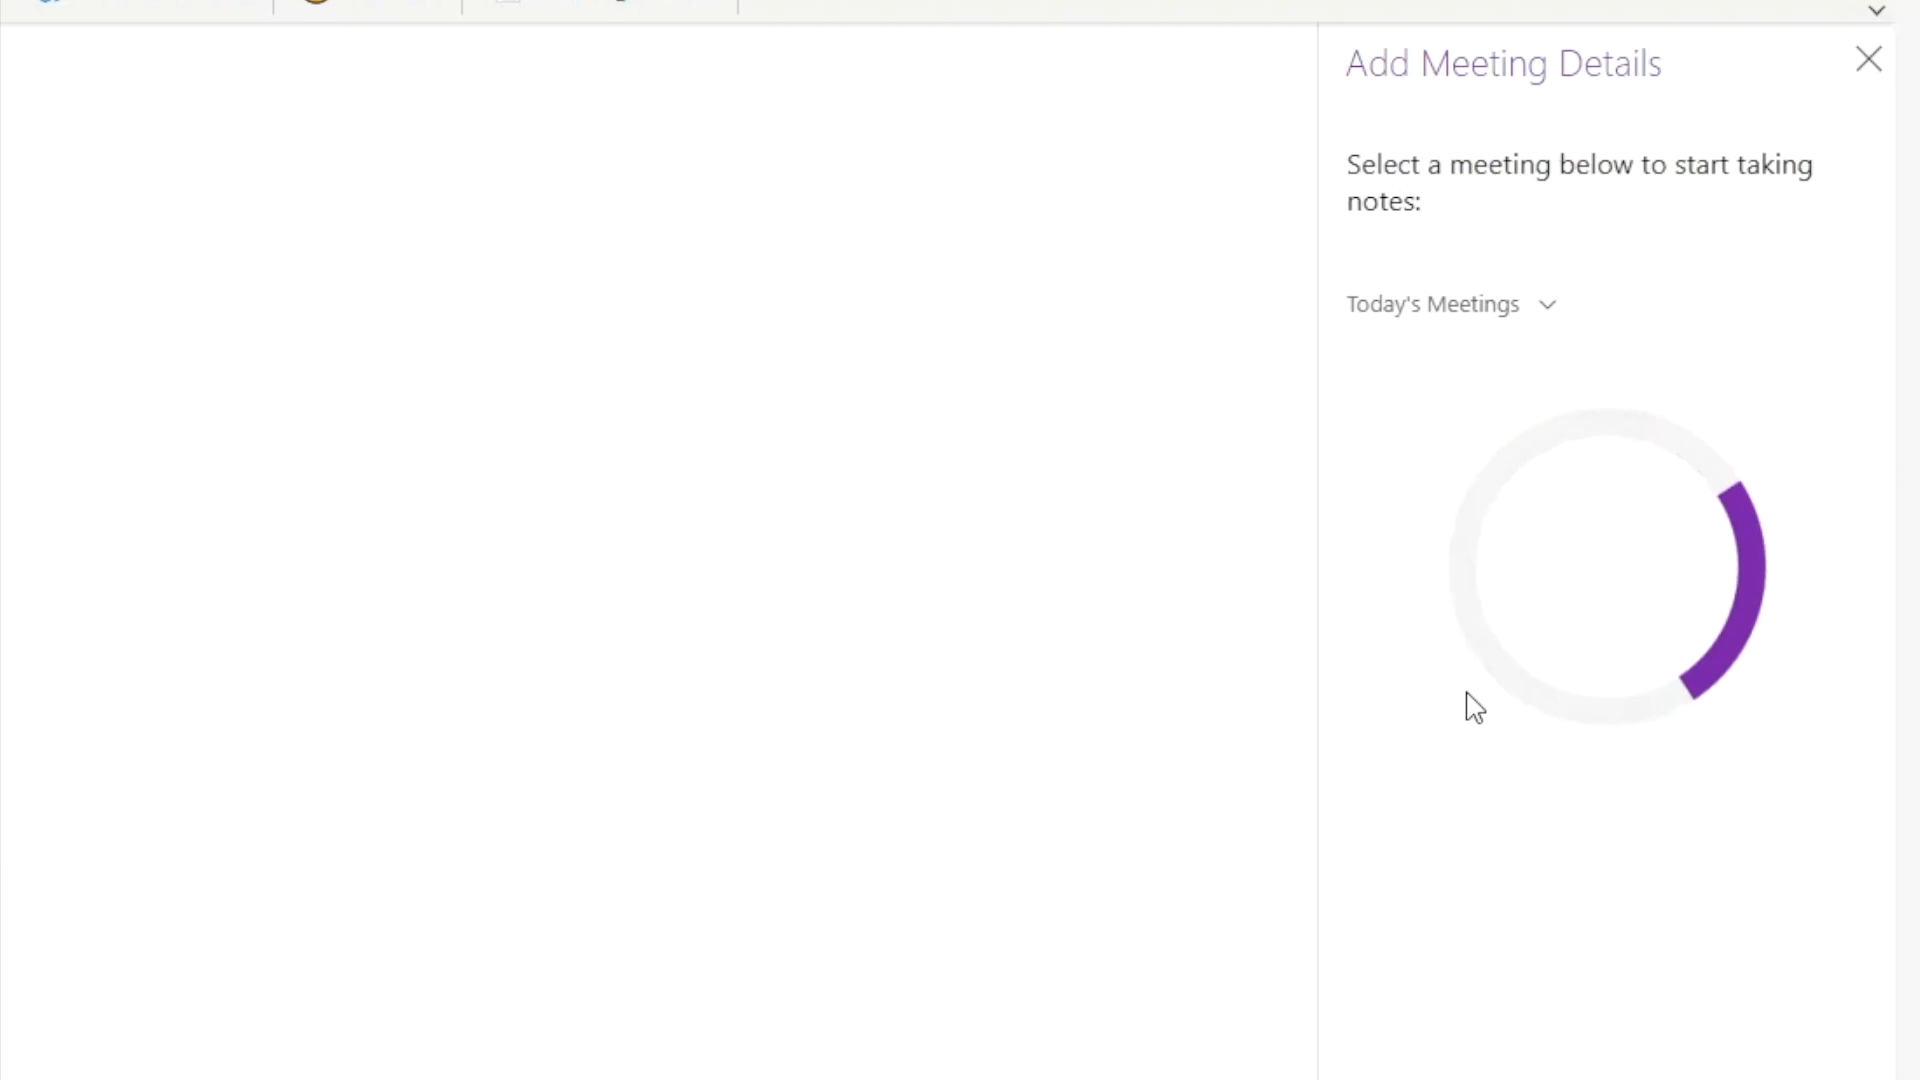 Add Meeting Details
Select a meeting below to start taking
notes:
Today's Meetings